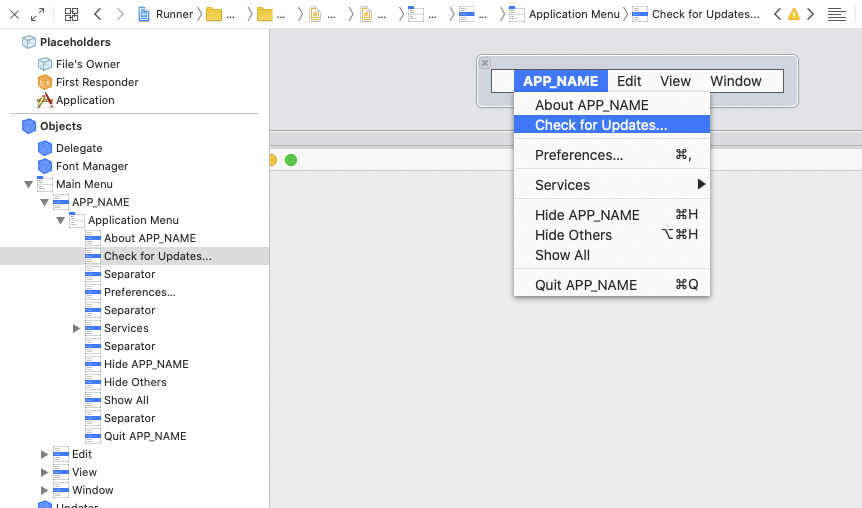 Runner ... ... ... ... ... ... Application Menu Check for Updates...
Placeholders
File's Owner
First Responder
Application
Objects
Delegate
Font Manager
Main Menu
APP_NAME
Application Menu
About APP_NAME
Check for Updates...
Separator
Preferences...
Separator
Services
Separator
Hide APP_NAME
Hide Others
Show All
Separator
Quit APP_NAME
Edit
View
Window
Updater
APP_NAME Edit View Window
About APP_NAME
Check for Updates...
Preferences... ⌘,
Services
Hide APP_NAME ⌘H
Hide Others ⌥⌘H
Show All
Quit APP_NAME ⌘Q